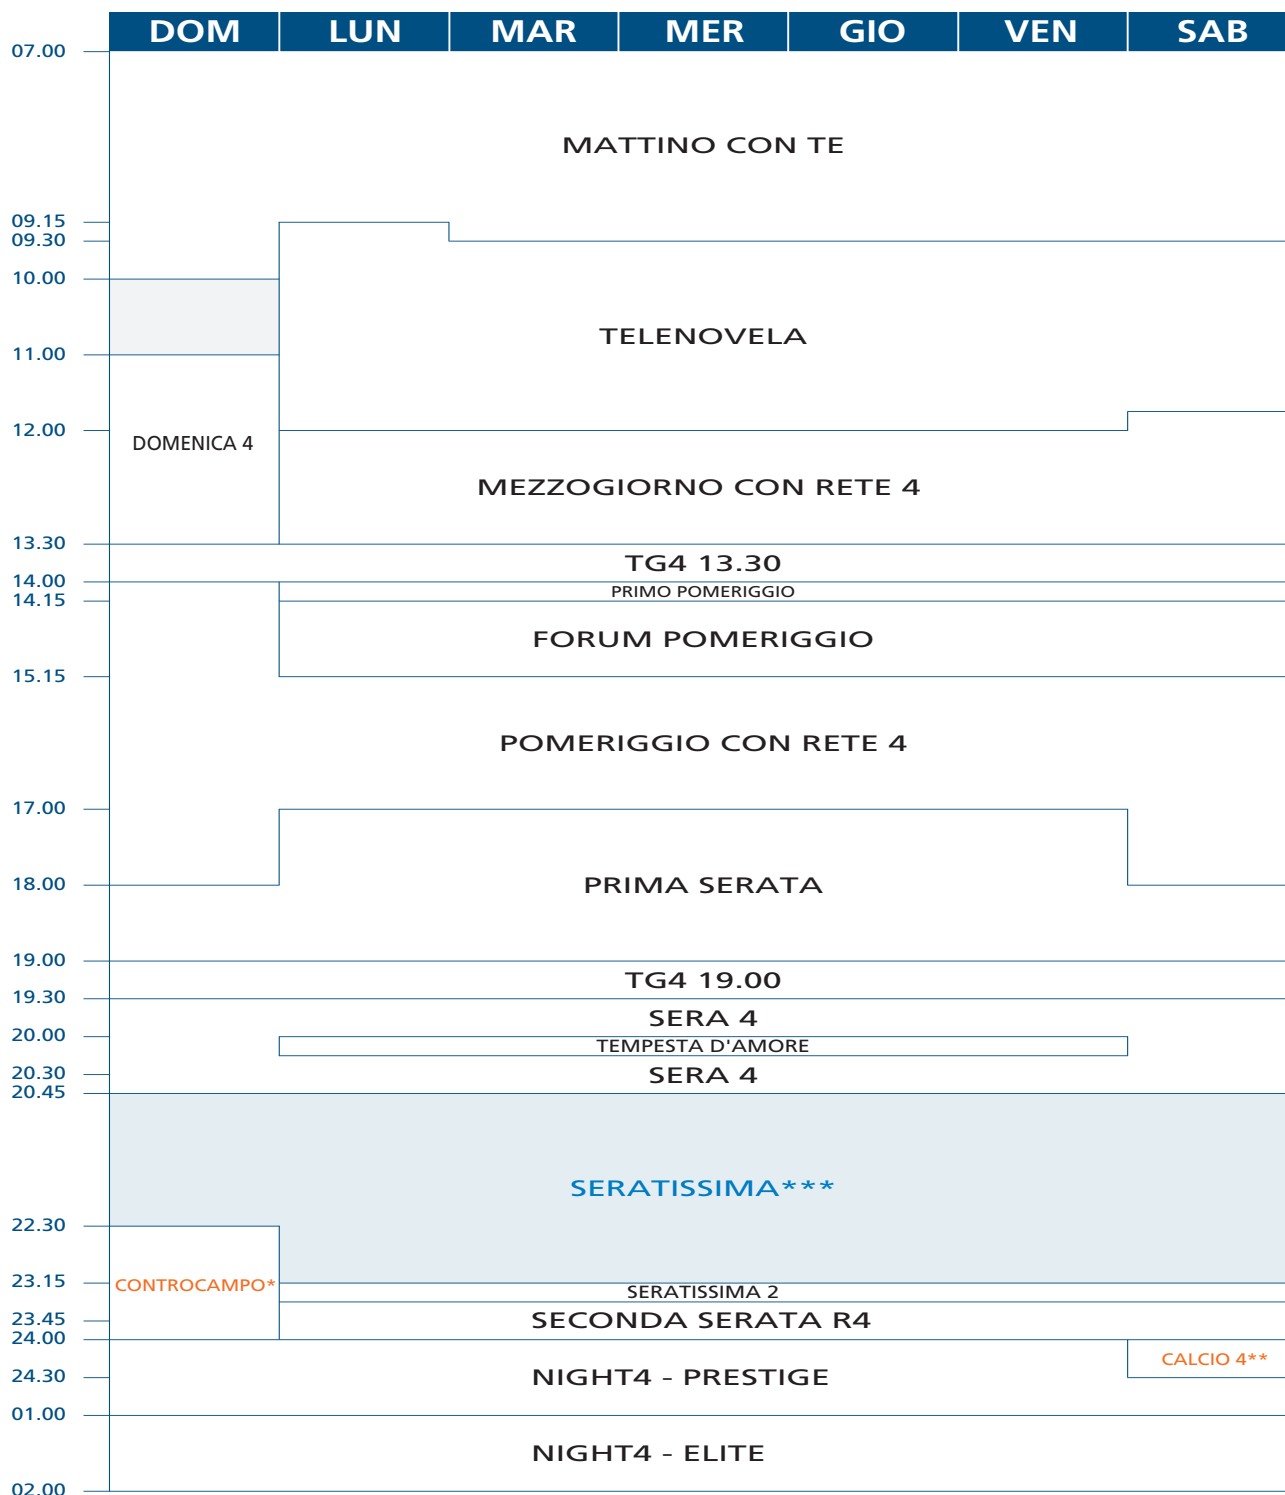 DOM LUN MAR MER GIO VEN SAB
07.00
MATTINO CON TE
09.15
09.30
10.00
TELENOVELA
11.00
12.00
DOMENICA 4
MEZZOGIORNO CON RETE 4
13.30
TG4 13.30
14.00
PRIMO POMERIGGIO
14.15
FORUM POMERIGGIO
15.15
POMERIGGIO CON RETE 4
17.00
18.00
PRIMA SERATA
19.00
TG4 19.00
19.30
SERA 4
20.00
TEMPESTA D'AMORE
20.30
SERA 4
20.45
SERATISSIMA***
22.30
23.15
CONTROCAMPO*
SERATISSIMA 2
23.45
SECONDA SERATA R4
24.00
CALCIO 4**
24.30
NIGHT4 - PRESTIGE
01.00
NIGHT4 - ELITE
02.00